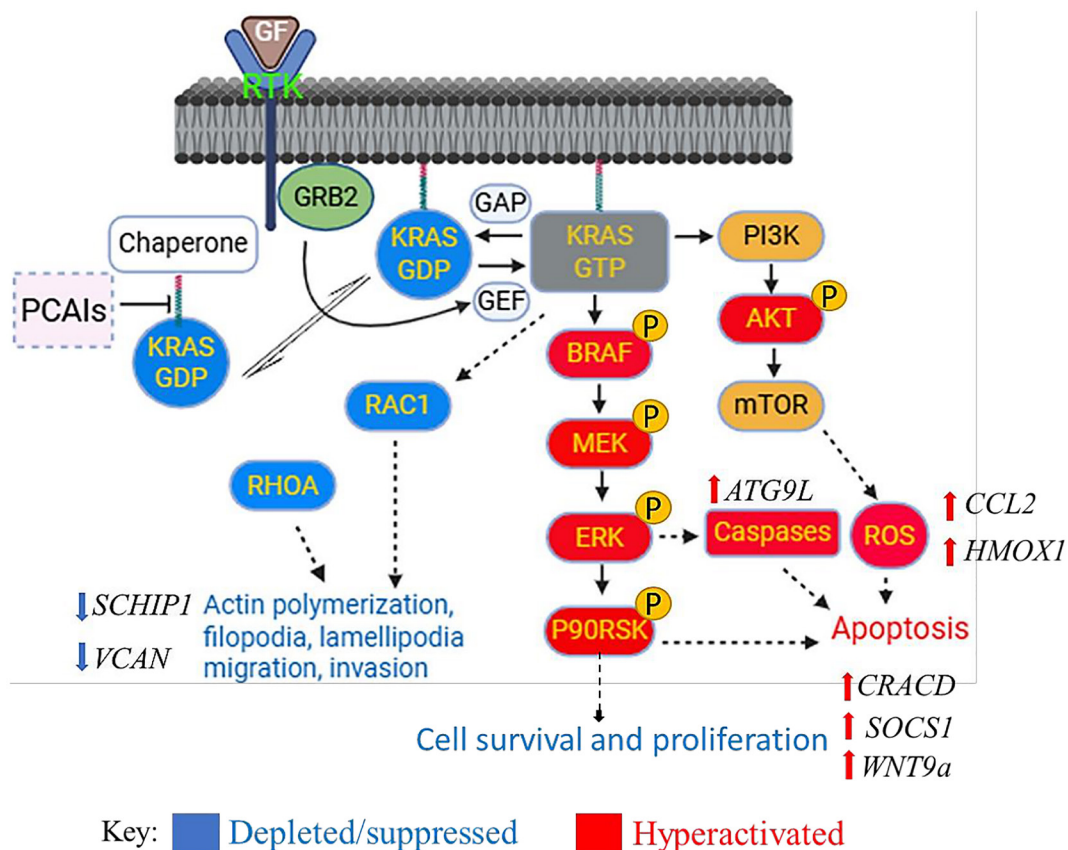 GF
RTK
GRB2
GAP
Chaperone
KRAS
GDP
KRAS
GTP
PI3K
PCAIs
GEF
AKT
P
KRAS
GDP
BRAF
P
RAC1
mTOR
MEK
P
RHOA
ATG9L
CCL2
ERK
P
Caspases
ROS
HMOX1
SCHIP1
Actin polymerization,
filopodia, lamellipodia
migration, invasion
VCAN
P90RSK
P
Apoptosis
CRACD
SOCS1
WNT9a
Cell survival and proliferation
Key:
Depleted/suppressed
Hyperactivated